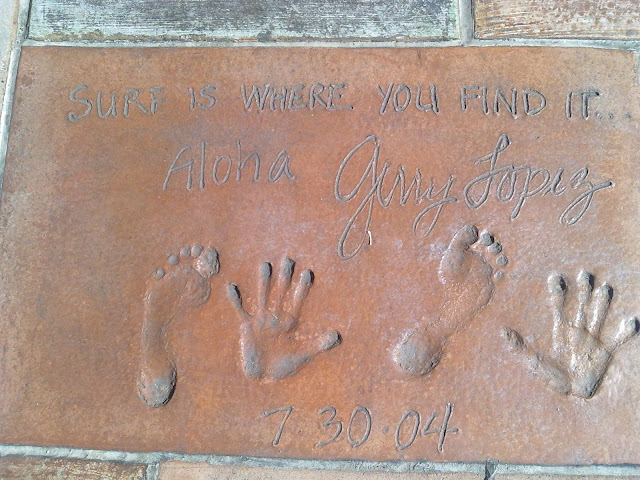 SURF IS WHERE YOU FIND IT...
Aloha Gerry Lopez
7.30.04